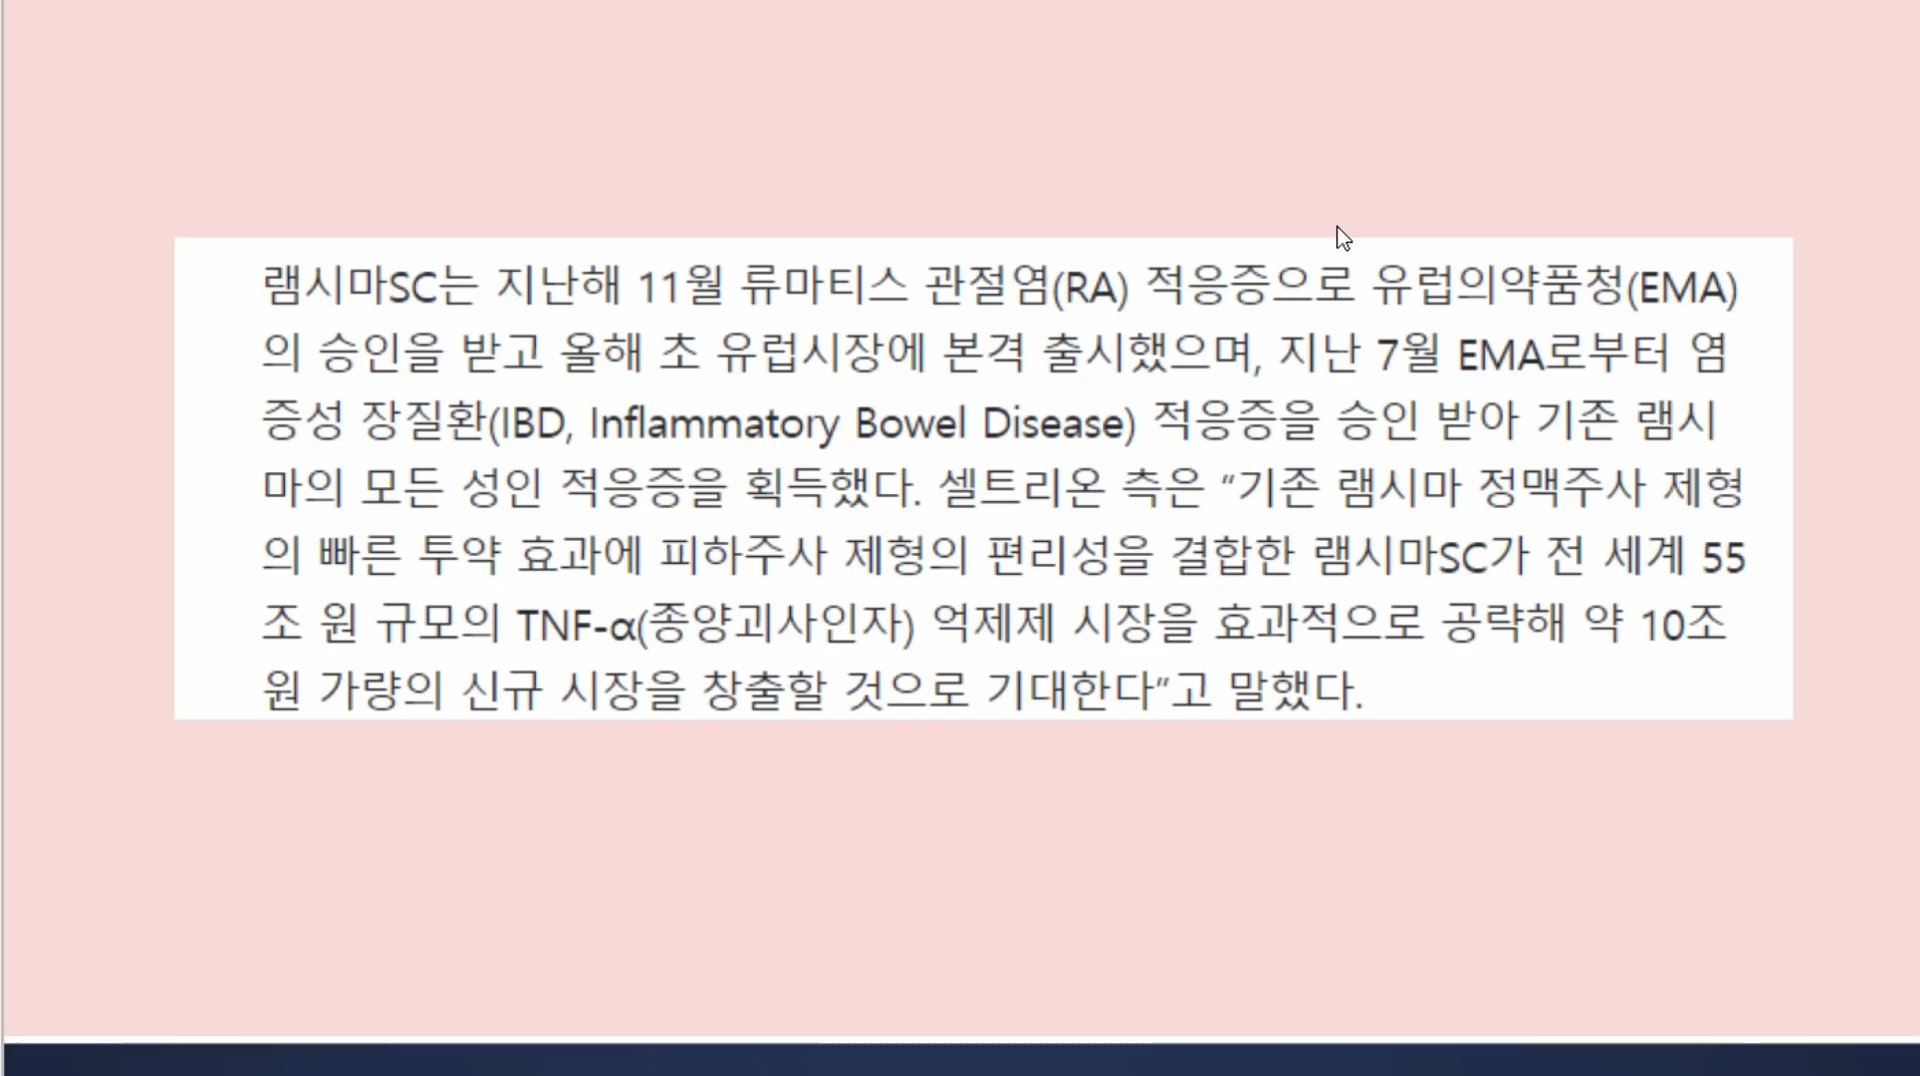 램시마SC는 지난해 11월 류마티스 관절염(RA) 적응증으로 유럽의약품청(EMA)
의 승인을 받고 올해 초 유럽시장에 본격 출시했으며, 지난 7월 EMA로부터 염
증성 장질환(IBD, Inflammatory Bowel Disease) 적응증을 승인 받아 기존 램시
마의 모든 성인 적응증을 획득했다. 셀트리온 측은 “기존 램시마 정맥주사 제형
의 빠른 투약 효과에 피하주사 제형의 편리성을 결합한 램시마SC가 전 세계 55
조 원 규모의 TNF-α(종양괴사인자) 억제제 시장을 효과적으로 공략해 약 10조
원 가량의 신규 시장을 창출할 것으로 기대한다”고 말했다.